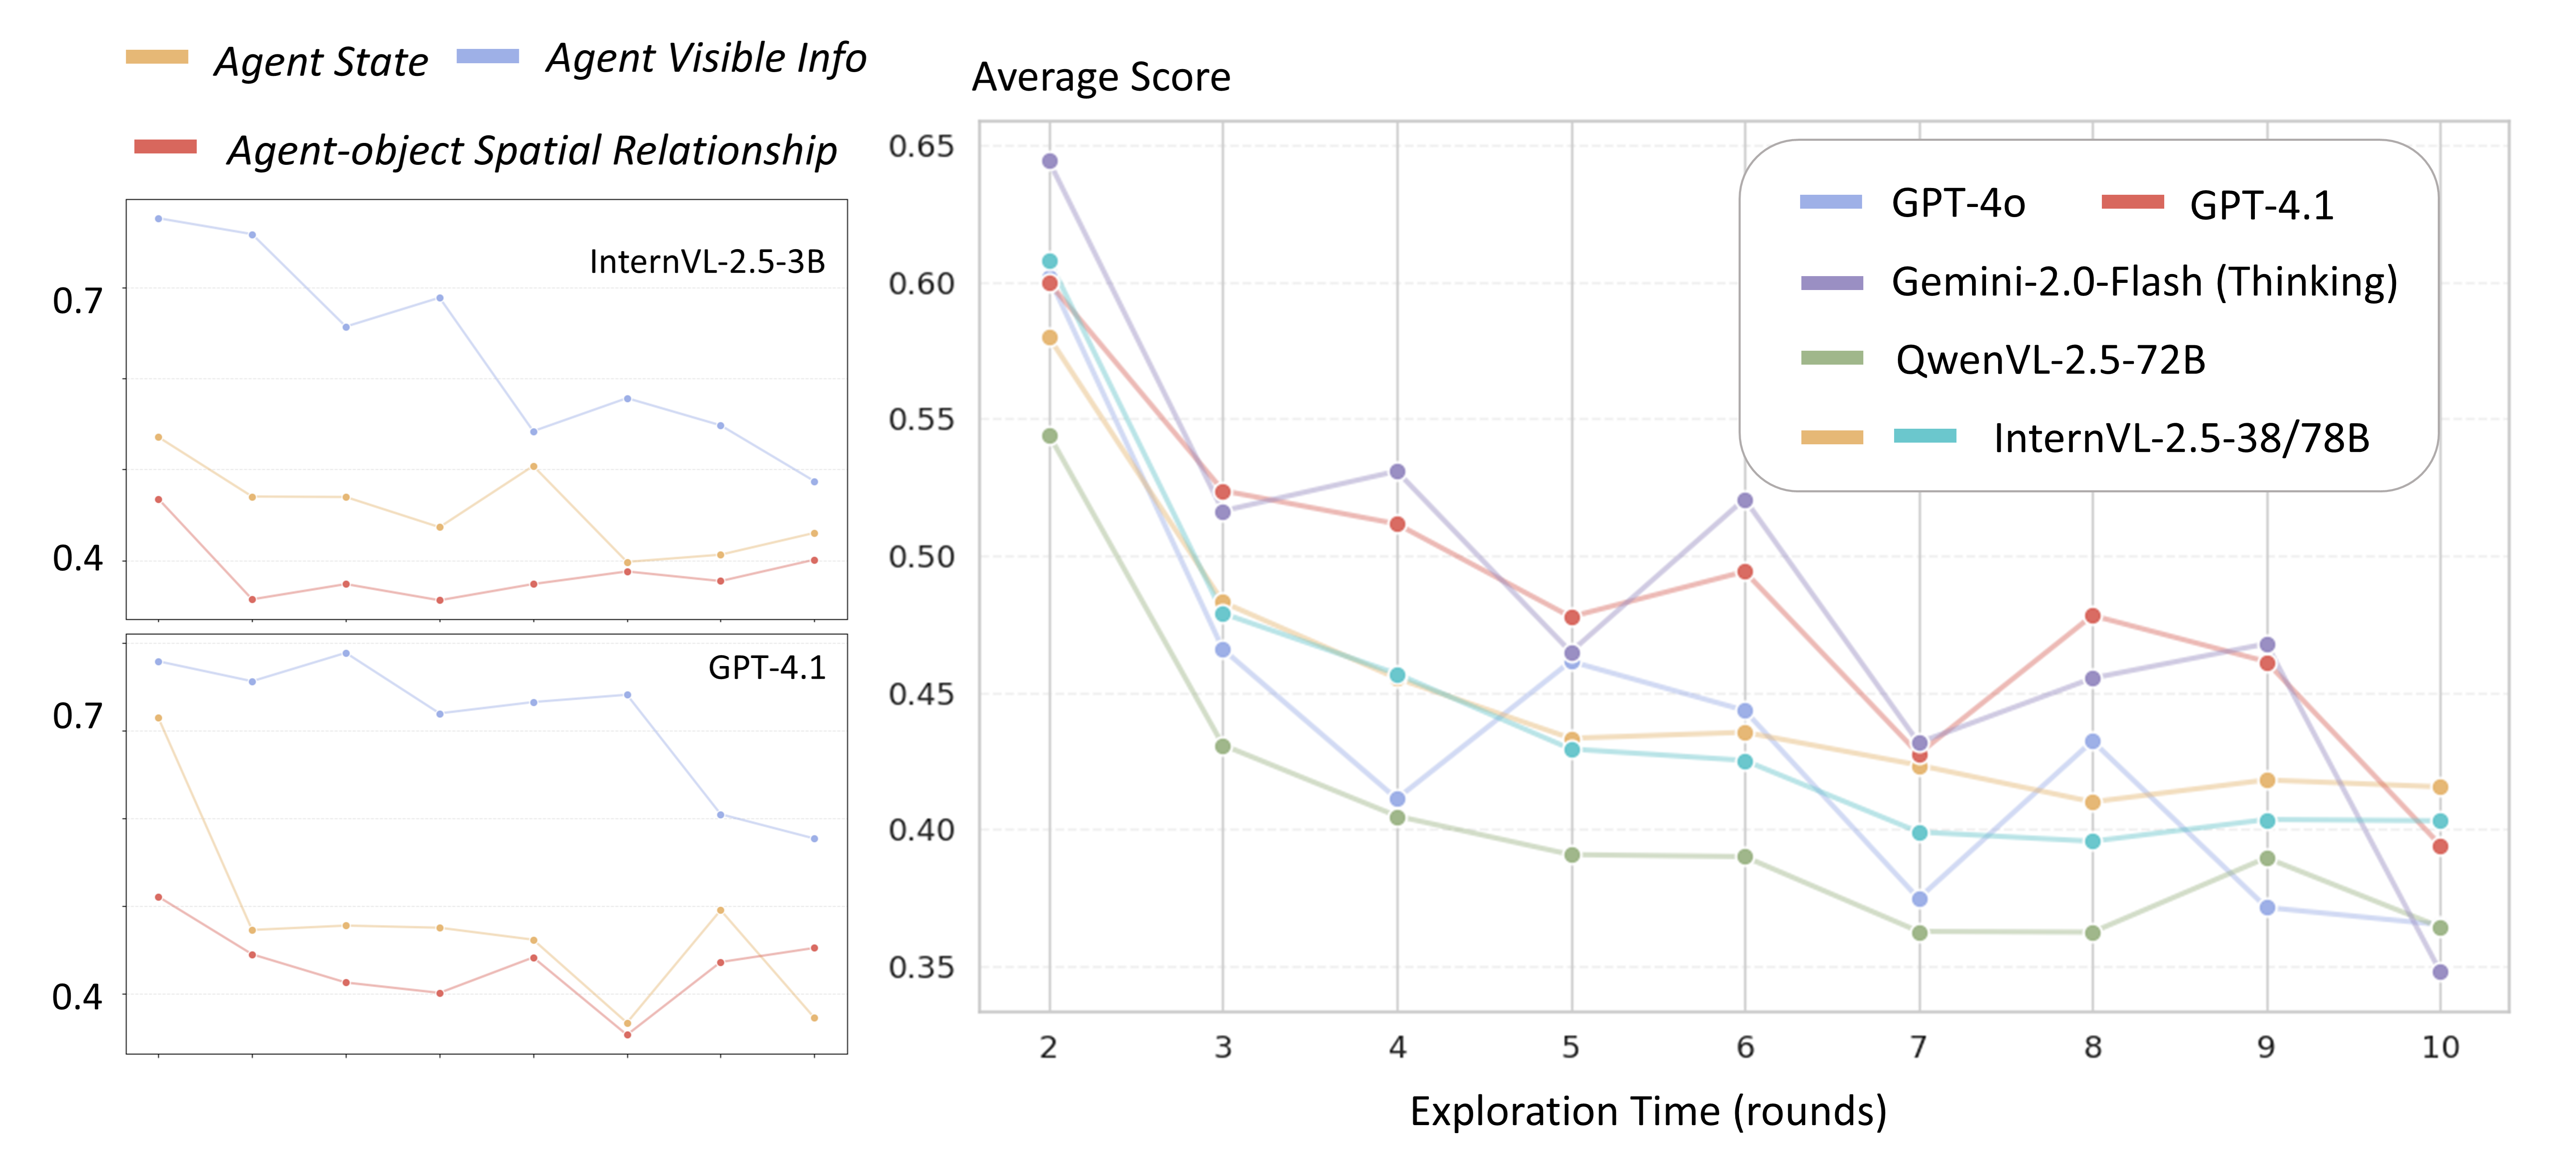 Agent State
Agent Visible Info
Agent-object Spatial Relationship
InternVL-2.5-3B
0.7
0.4
GPT-4.1
0.7
0.4
Average Score
0.65
0.60
0.55
0.50
0.45
0.40
0.35
GPT-4o
GPT-4.1
Gemini-2.0-Flash (Thinking)
QwenVL-2.5-72B
InternVL-2.5-38/78B
2 3 4 5 6 7 8 9 10
Exploration Time (rounds)